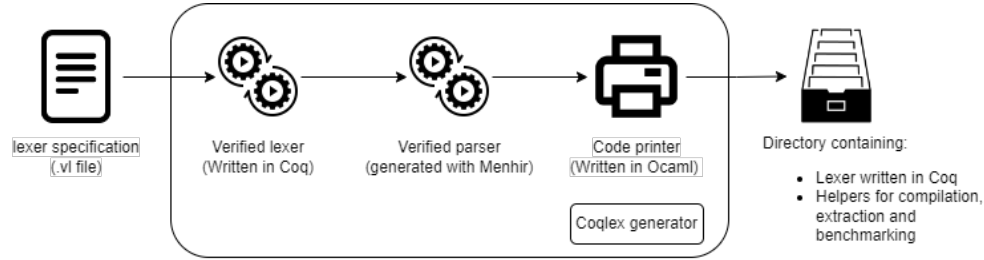 lexer specification
(.vl file)
Verified lexer
(Written in Coq)
Verified parser
(generated with Menhir)
Code printer
(Written in Ocaml)
Coqlex generator
Directory containing:
• Lexer written in Coq
• Helpers for compilation,
extraction and
benchmarking